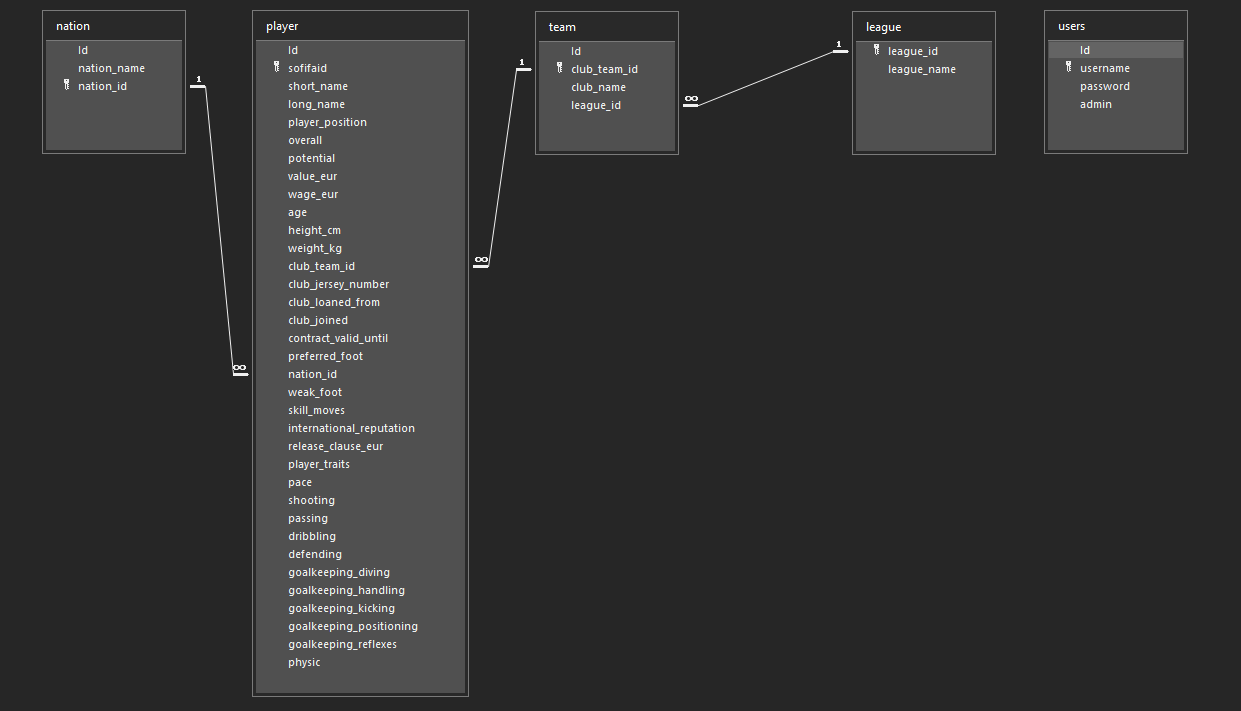 nation
Id
nation_name
nation_id
1
∞
player
Id
sofifaid
short_name
long_name
player_position
overall
potential
value_eur
wage_eur
age
height_cm
weight_kg
club_team_id
club_jersey_number
club_loaned_from
club_joined
contract_valid_until
preferred_foot
nation_id
weak_foot
skill_moves
international_reputation
release_clause_eur
player_traits
pace
shooting
passing
dribbling
defending
goalkeeping_diving
goalkeeping_handling
goalkeeping_kicking
goalkeeping_positioning
goalkeeping_reflexes
physic
∞
1
team
Id
club_team_id
club_name
league_id
∞
1
league
league_id
league_name
users
Id
username
password
admin